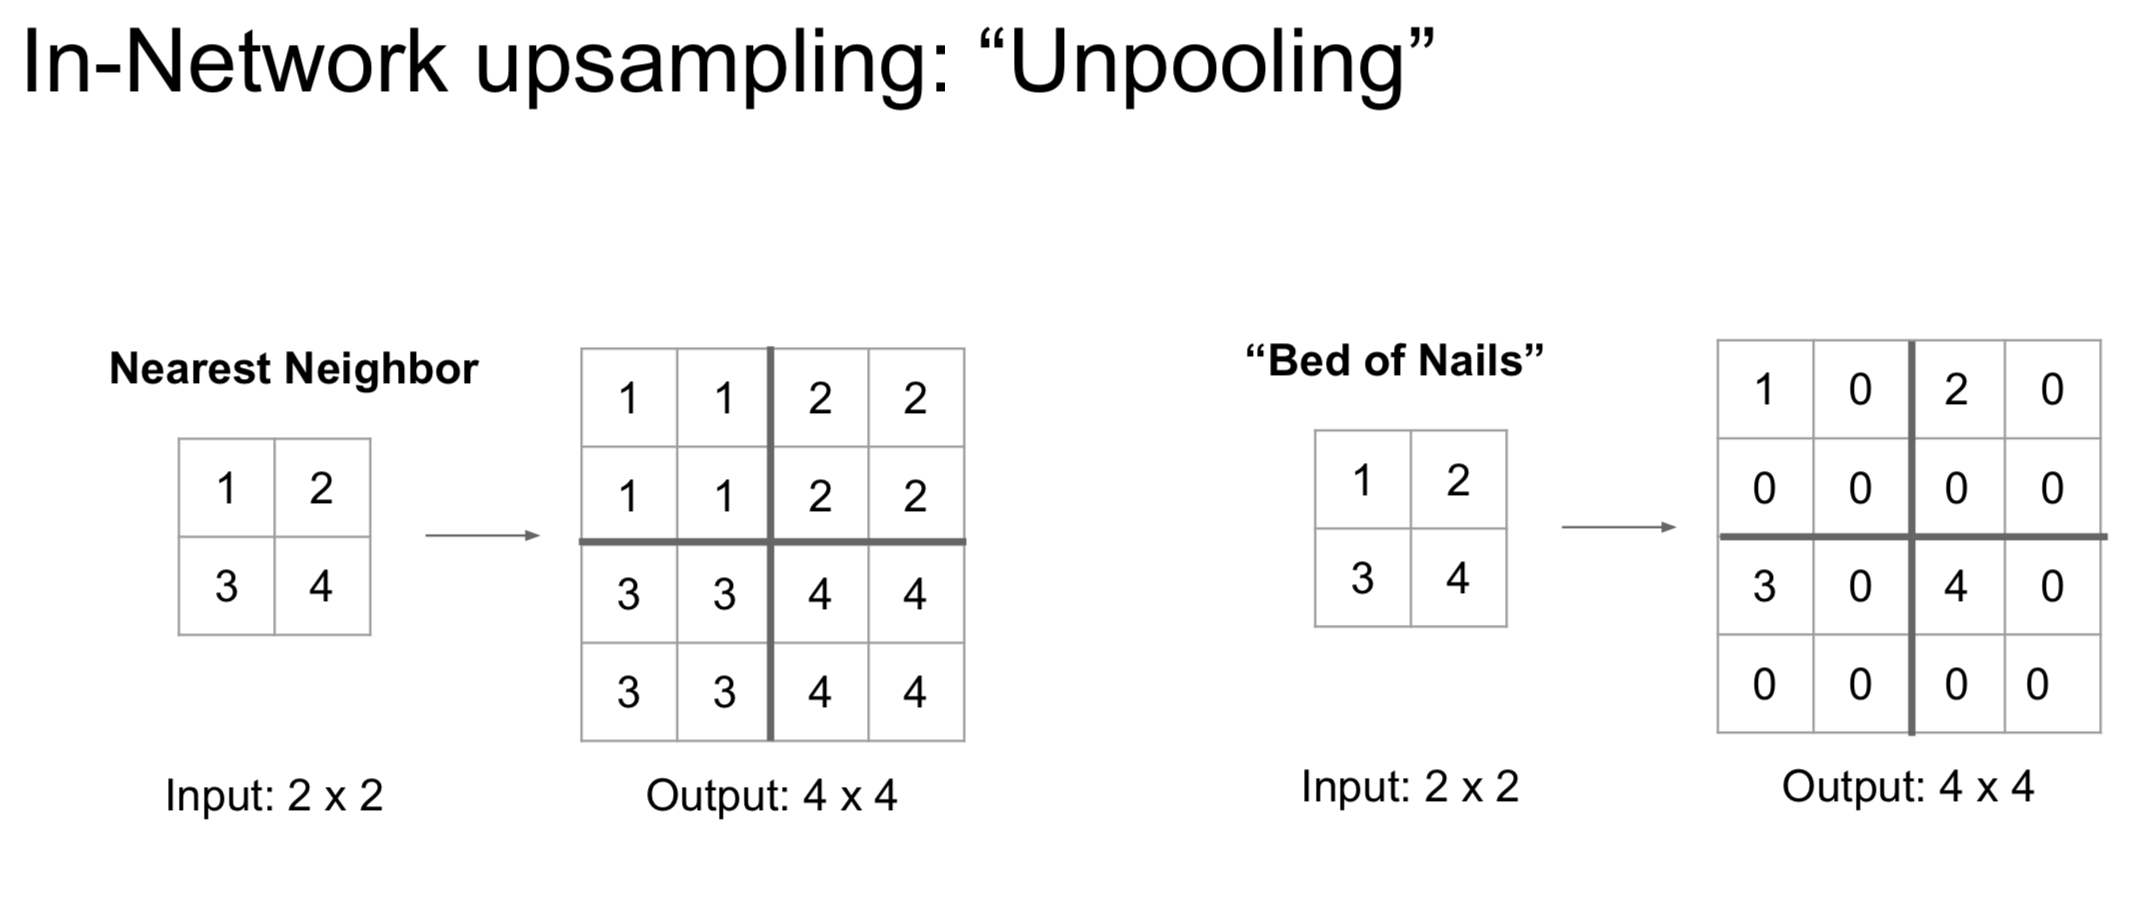 In-Network upsampling: “Unpooling”
Nearest Neighbor
1 2
3 4
Input: 2 x 2
1 1 2 2
1 1 2 2
3 3 4 4
3 3 4 4
Output: 4 x 4
“Bed of Nails”
1 2
3 4
Input: 2 x 2
1 0 2 0
0 0 0 0
3 0 4 0
0 0 0 0
Output: 4 x 4